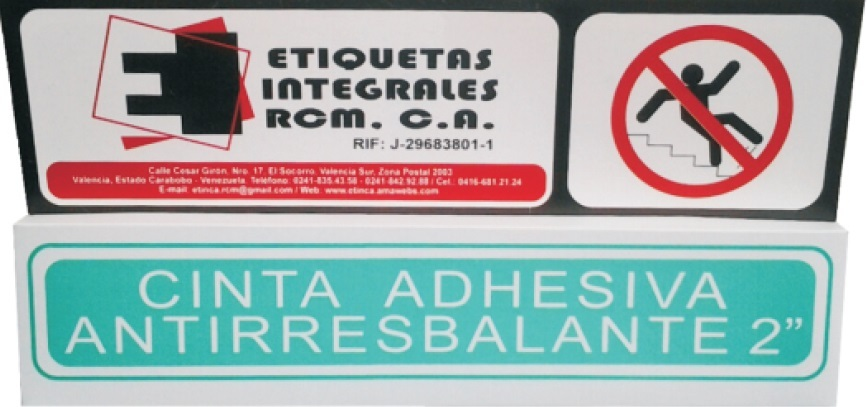 ETIQUETAS
INTEGRALES
RCM. C.A.
RIF: J-29683801-1
Calle Cesar Girón, Nro. 17, El Socorro, Valencia Sur, Zona Postal 2003
Valencia, Estado Carabobo - Venezuela. Teléfono: 0241-835.43.58 - 0241-842.92.88 / Cel.: 0416-681.21.24
E-mail: etinca.rcm@gmail.com / Web: www.etinca.amawebs.com
CINTA ADHESIVA
ANTIRRESBALANTE 2”